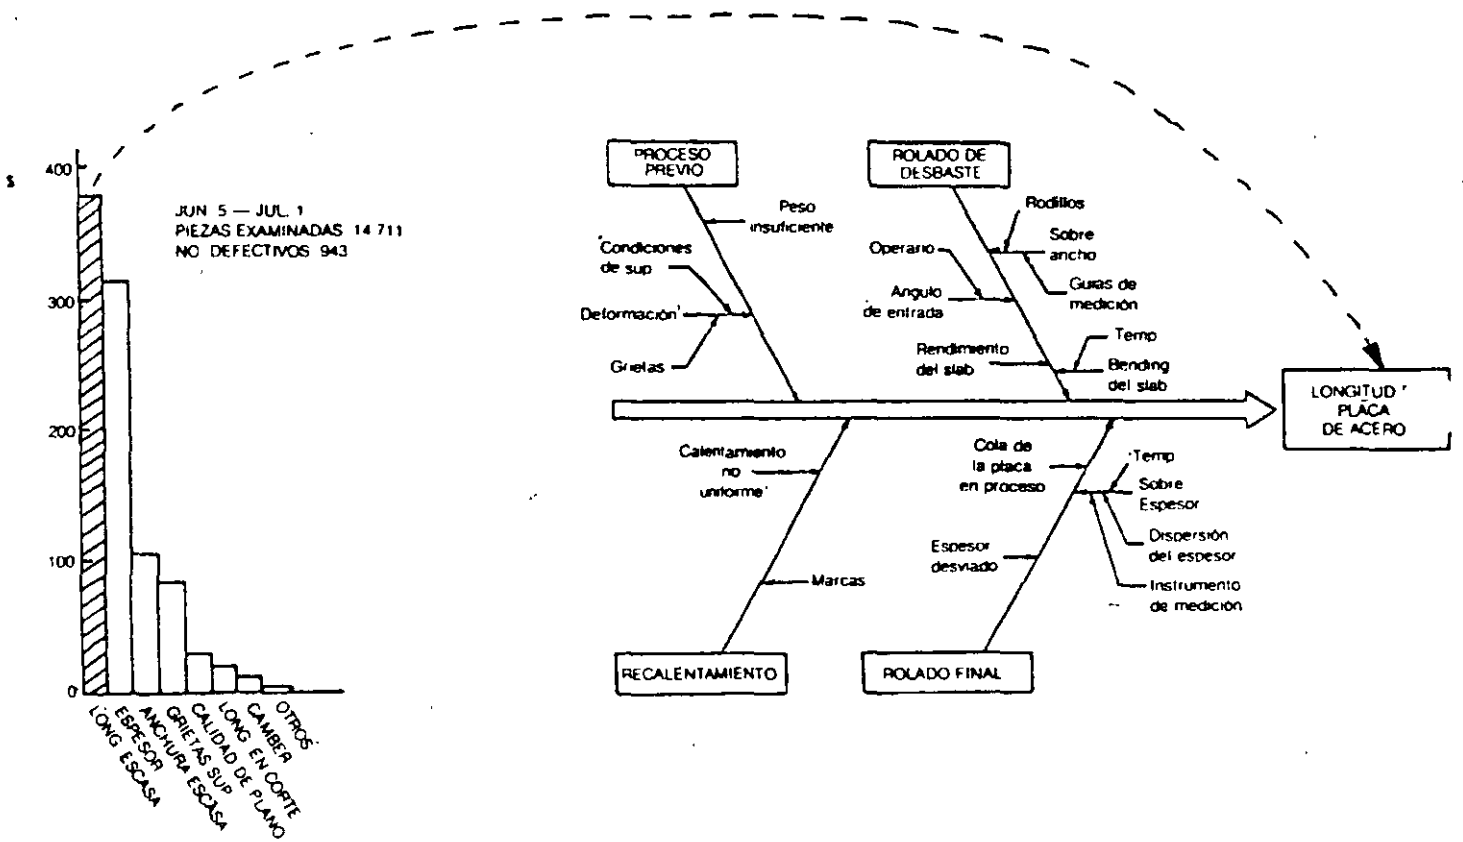 $
400
300
200
100
0
JUN 5 — JUL. 1
PIEZAS EXAMINADAS 14 711
NO DEFECTIVOS 943
LONG ESCASA
ESPESOR
ANCHURA ESCASA
GRIETAS SUP
CALIDAD DE PLANO
LONG EN CORTE
CAMBER
OTROS
PROCESO
PREVIO
Peso
insuficiente
Condiciones
de sup
Deformación
Grietas
ROLADO DE
DESBASTE
Rodillos
Sobre
ancho
Operario
Guias de
medición
Angulo
de entrada
Temp
Rendimiento
del slab
Bending
del slab
LONGITUD
PLACA
DE ACERO
Calentamiento
no
uniforme
Marcas
RECALENTAMIENTO
Cola de
la placa
en proceso
Temp
Sobre
Espesor
Dispersión
del espesor
Espesor
desviado
Instrumento
de medición
ROLADO FINAL